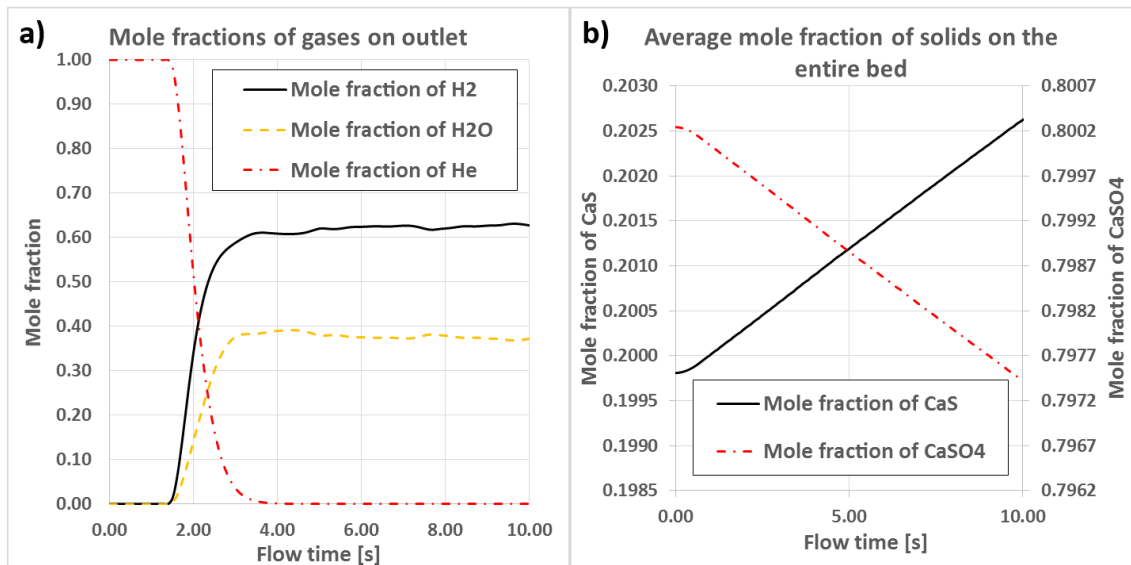 a)
Mole fractions of gases on outlet
1.00
0.90
0.80
0.70
0.60
0.50
0.40
0.30
0.20
0.10
0.00
Mole fraction
Mole fraction of H2
Mole fraction of H2O
Mole fraction of He
0.00 2.00 4.00 6.00 8.00 10.00
Flow time [s]
b)
Average mole fraction of solids on the
entire bed
0.2030
0.2025
0.2020
0.2015
0.2010
0.2005
0.2000
0.1995
0.1990
0.1985
Mole fraction of CaS
0.8007
0.8002
0.7997
0.7992
0.7987
0.7982
0.7977
0.7972
0.7967
0.7962
Mole fraction of CaSO4
Mole fraction of CaS
Mole fraction of CaSO4
0.00 5.00 10.00
Flow time [s]